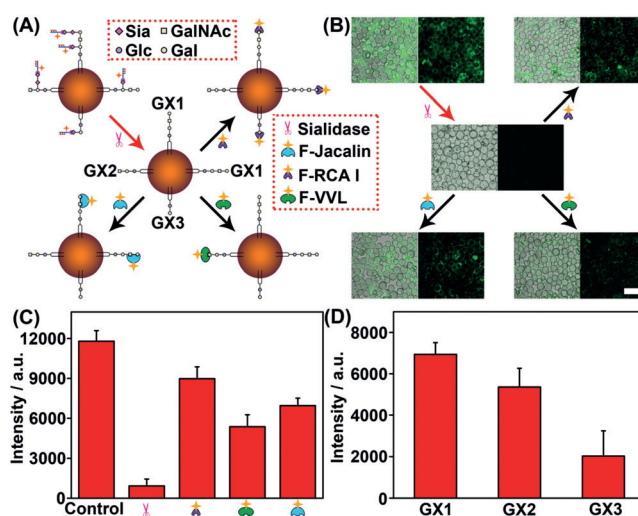 (A)
Sia GalNAc
Glc Gal
GX1
GX2 GX1
GX3
Sialidase
F-Jacalin
F-RCA I
F-VVL
(B)
(C)
Intensity / a.u.
12000
9000
6000
3000
0
Control
(D)
Intensity / a.u.
8000
6000
4000
2000
0
GX1 GX2 GX3